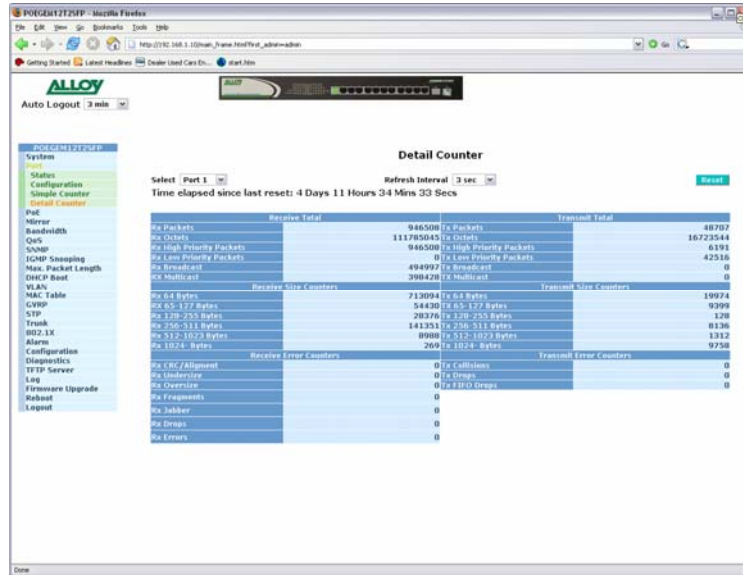 POEGEM12T2SFP - Mozilla Firefox
File Edit View Go Bookmarks Tools Help
http://192.168.1.10/main_frame.html?first_admin=admin
Go
Getting Started Latest Headlines Dealer Used Cars En... start.htm
ALLOY
Auto Logout 3 min
POEGEM12T2SFP
System
Port
Status
Configuration
Simple Counter
Detail Counter
PoE
Mirror
Bandwidth
QoS
SNMP
IGMP Snooping
Max. Packet Length
DHCP Boot
VLAN
MAC Table
GVRP
STP
Trunk
802.1X
Alarm
Configuration
Diagnostics
TFTP Server
Log
Firmware Upgrade
Reboot
Logout
Detail Counter
Select Port 1 Refresh Interval 3 sec Reset
Time elapsed since last reset: 4 Days 11 Hours 34 Mins 33 Secs
Receive Total Transmit Total
Rx Packets 946508 Tx Packets 48707
Rx Octets 111785045 Tx Octets 16723544
Rx High Priority Packets 946508 Tx High Priority Packets 6191
Rx Low Priority Packets 0 Tx Low Priority Packets 42516
Rx Broadcast 494997 Tx Broadcast 0
RX Multicast 398428 TX Multicast 0
Receive Size Counters Transmit Size Counters
Rx 64 Bytes 713094 Tx 64 Bytes 19974
RX 65-127 Bytes 54430 Tx 65-127 Bytes 9399
Rx 128-255 Bytes 28376 Tx 128-255 Bytes 128
Rx 256-511 Bytes 141351 Tx 256-511 Bytes 8136
Rx 512-1023 Bytes 8988 Tx 512-1023 Bytes 1312
Rx 1024- Bytes 269 Tx 1024- Bytes 9758
Receive Error Counters Transmit Error Counters
Rx CRC/Aligment 0 Tx Collisions 0
Rx Undersize 0 Tx Drops 0
Rx Oversize 0 Tx FIFO Drops 0
Rx Fragments 0
Rx Jabber 0
Rx Drops 0
Rx Errors 0
Done